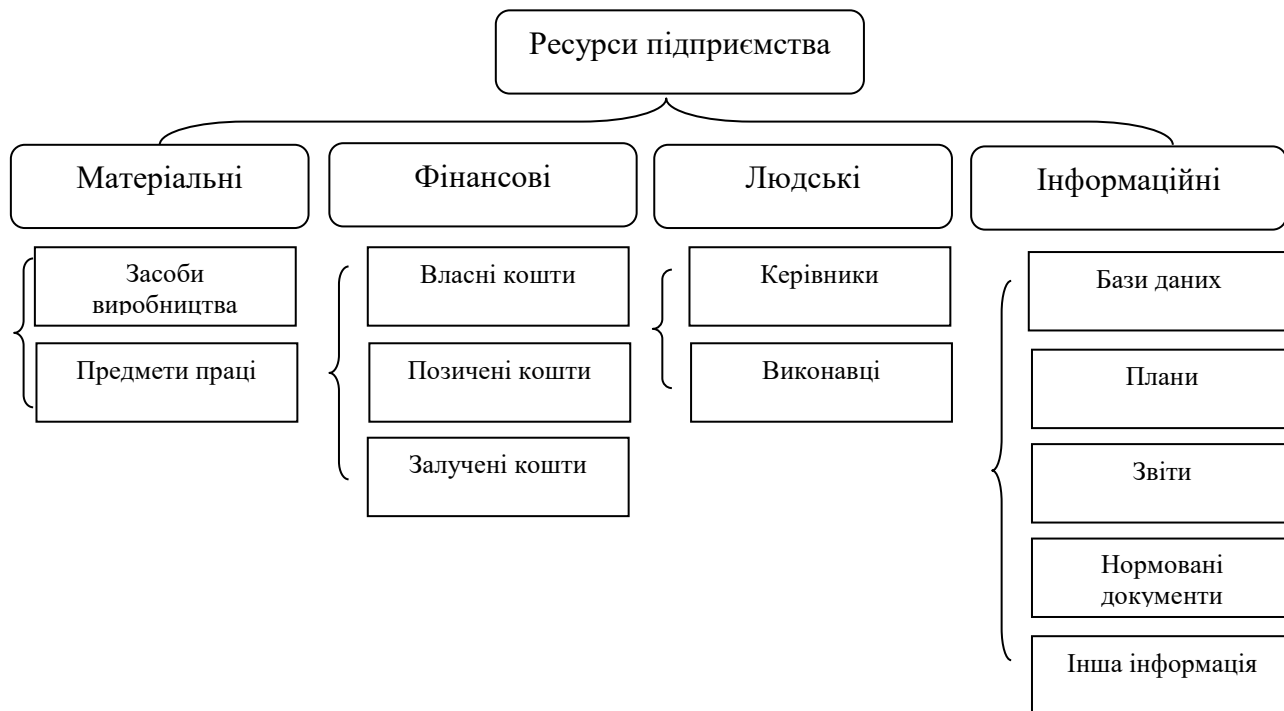 Ресурси підприємства
Матеріальні
Фінансові
Людські
Інформаційні
Засоби
виробництва
Предмети праці
Власні кошти
Позичені кошти
Залучені кошти
Керівники
Виконавці
Бази даних
Плани
Звіти
Нормовані
документи
Інша інформація